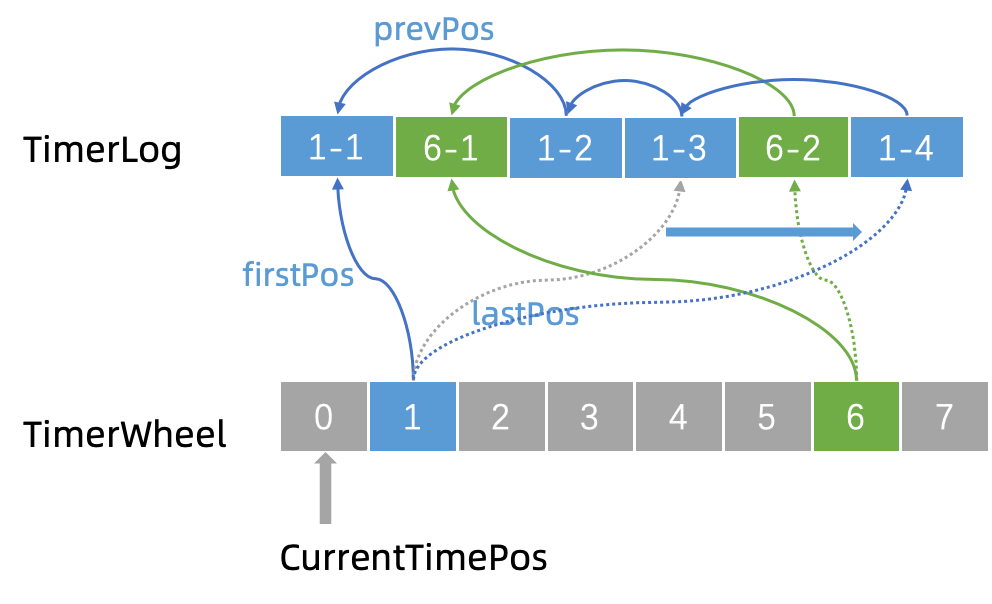 prevPos
TimerLog 1-1 6-1 1-2 1-3 6-2 1-4
firstPos
lastPos
TimerWheel 0 1 2 3 4 5 6 7
CurrentTimePos